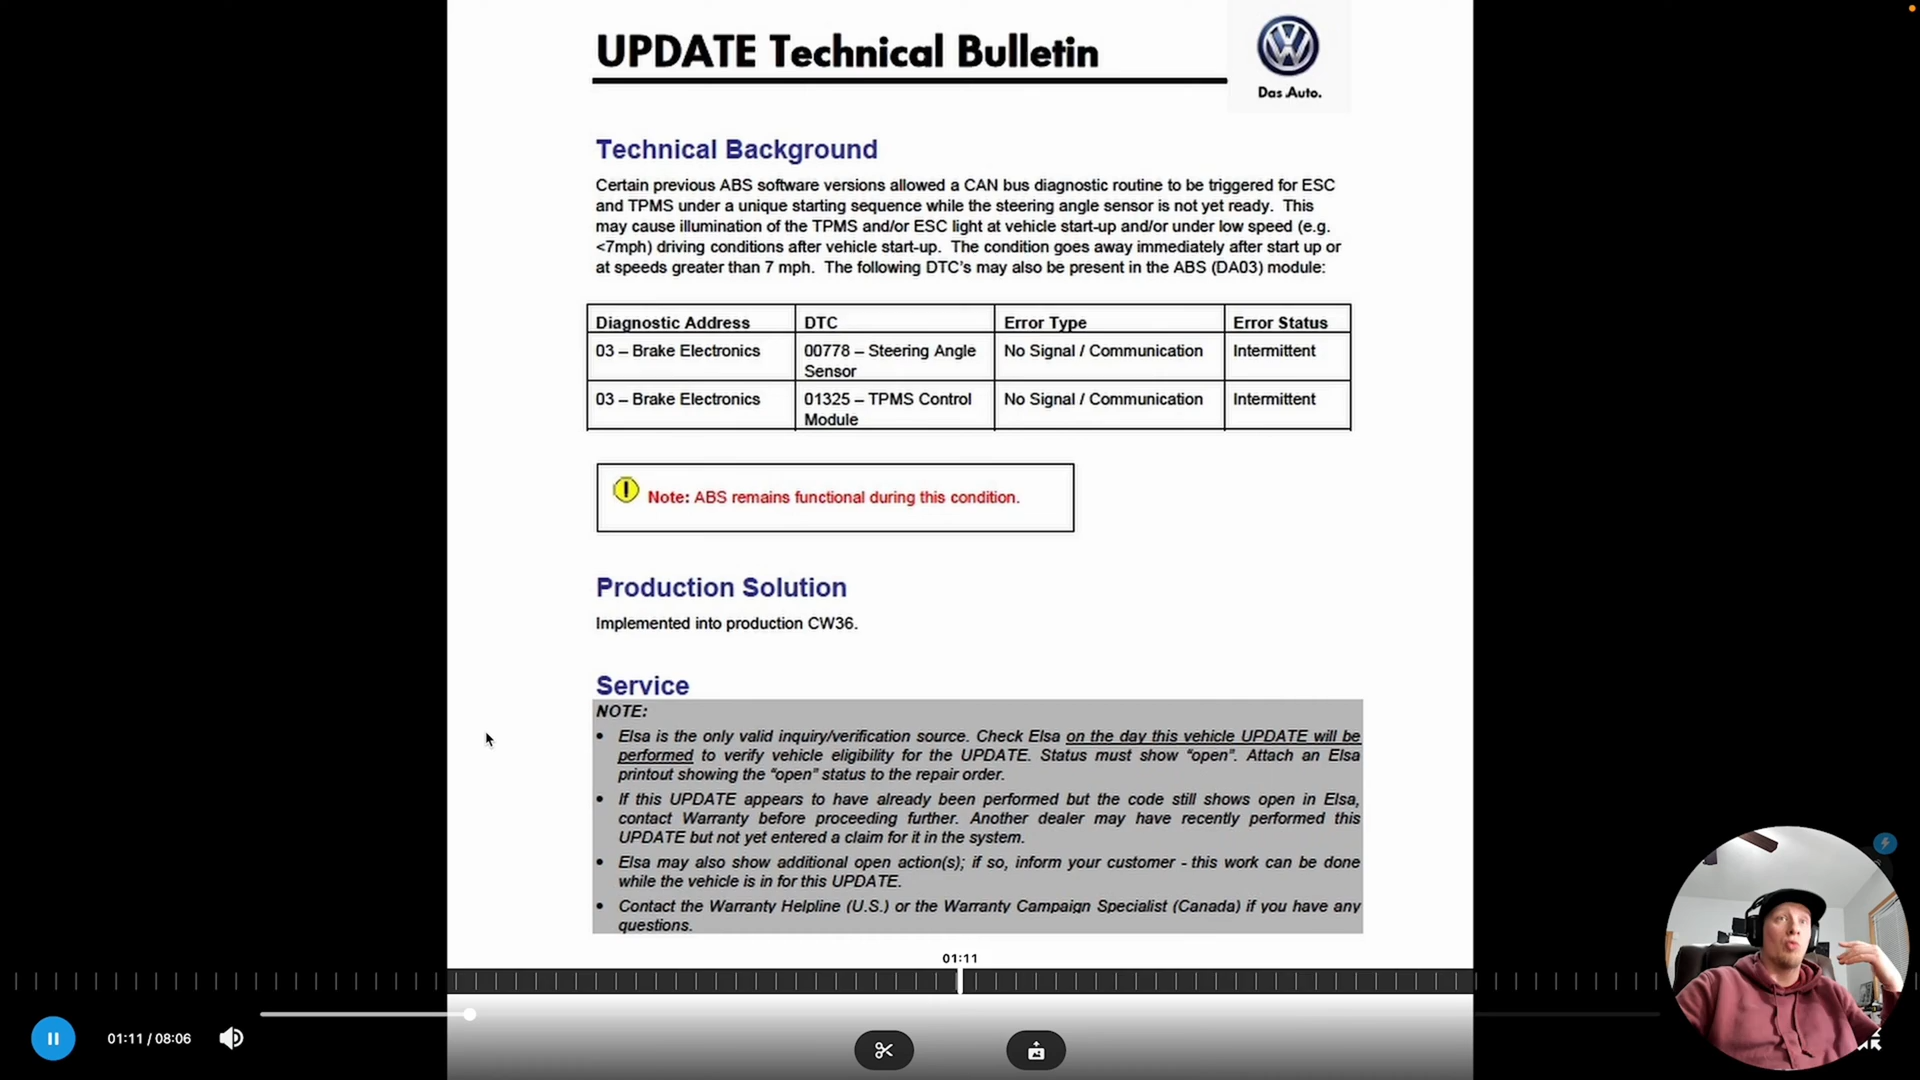 UPDATE Technical Bulletin
Das Auto.
Technical Background
Certain previous ABS software versions allowed a CAN bus diagnostic routine to be triggered for ESC
and TPMS under a unique starting sequence while the steering angle sensor is not yet ready. This
may cause illumination of the TPMS and/or ESC light at vehicle start-up and/or under low speed (e.g.
<7mph) driving conditions after vehicle start-up. The condition goes away immediately after start up or
at speeds greater than 7 mph. The following DTC's may also be present in the ABS (DA03) module:
Diagnostic Address DTC Error Type Error Status
03 – Brake Electronics 00778 – Steering Angle No Signal / Communication Intermittent
Sensor
03 – Brake Electronics 01325 – TPMS Control No Signal / Communication Intermittent
Module
Note: ABS remains functional during this condition.
Production Solution
Implemented into production CW36.
Service
NOTE:
• Elsa is the only valid inquiry/verification source. Check Elsa on the day this vehicle UPDATE will be
performed to verify vehicle eligibility for the UPDATE. Status must show “open”. Attach an Elsa
printout showing the “open” status to the repair order.
• If this UPDATE appears to have already been performed but the code still shows open in Elsa,
contact Warranty before proceeding further. Another dealer may have recently performed this
UPDATE but not yet entered a claim for it in the system.
• Elsa may also show additional open action(s); if so, inform your customer - this work can be done
while the vehicle is in for this UPDATE.
• Contact the Warranty Helpline (U.S.) or the Warranty Campaign Specialist (Canada) if you have any
questions.
01:11
01:11 / 08:06